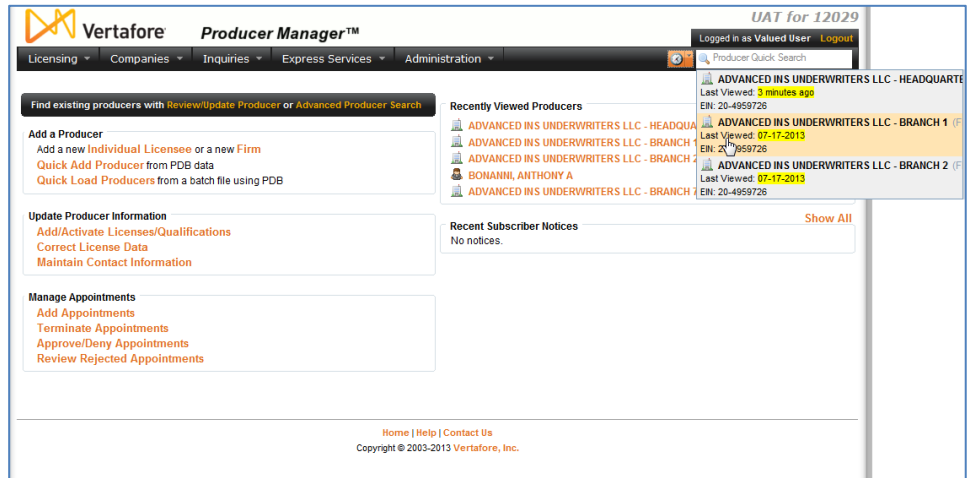 UAT for 12029
Vertafore Producer Manager™
Logged in as Valued User Logout
Licensing Companies Inquiries Express Services Administration
Producer Quick Search
ADVANCED INS UNDERWRITERS LLC - HEADQUARTE
Last Viewed: 3 minutes ago
EIN: 20-4959726
ADVANCED INS UNDERWRITERS LLC - BRANCH 1 (F
Last Viewed: 07-17-2013
EIN: 959726
ADVANCED INS UNDERWRITERS LLC - BRANCH 2 (F
Last Viewed: 07-17-2013
EIN: 20-4959726
Find existing producers with Review/Update Producer or Advanced Producer Search
Add a Producer
Add a new Individual Licensee or a new Firm
Quick Add Producer from PDB data
Quick Load Producers from a batch file using PDB
Recently Viewed Producers
ADVANCED INS UNDERWRITERS LLC - HEADQUA
ADVANCED INS UNDERWRITERS LLC - BRANCH 1
ADVANCED INS UNDERWRITERS LLC - BRANCH 2
BONANNI, ANTHONY A
ADVANCED INS UNDERWRITERS LLC - BRANCH 7
Update Producer Information
Add/Activate Licenses/Qualifications
Correct License Data
Maintain Contact Information
Show All
Recent Subscriber Notices
No notices.
Manage Appointments
Add Appointments
Terminate Appointments
Approve/Deny Appointments
Review Rejected Appointments
Home | Help | Contact Us
Copyright © 2003-2013 Vertafore, Inc.